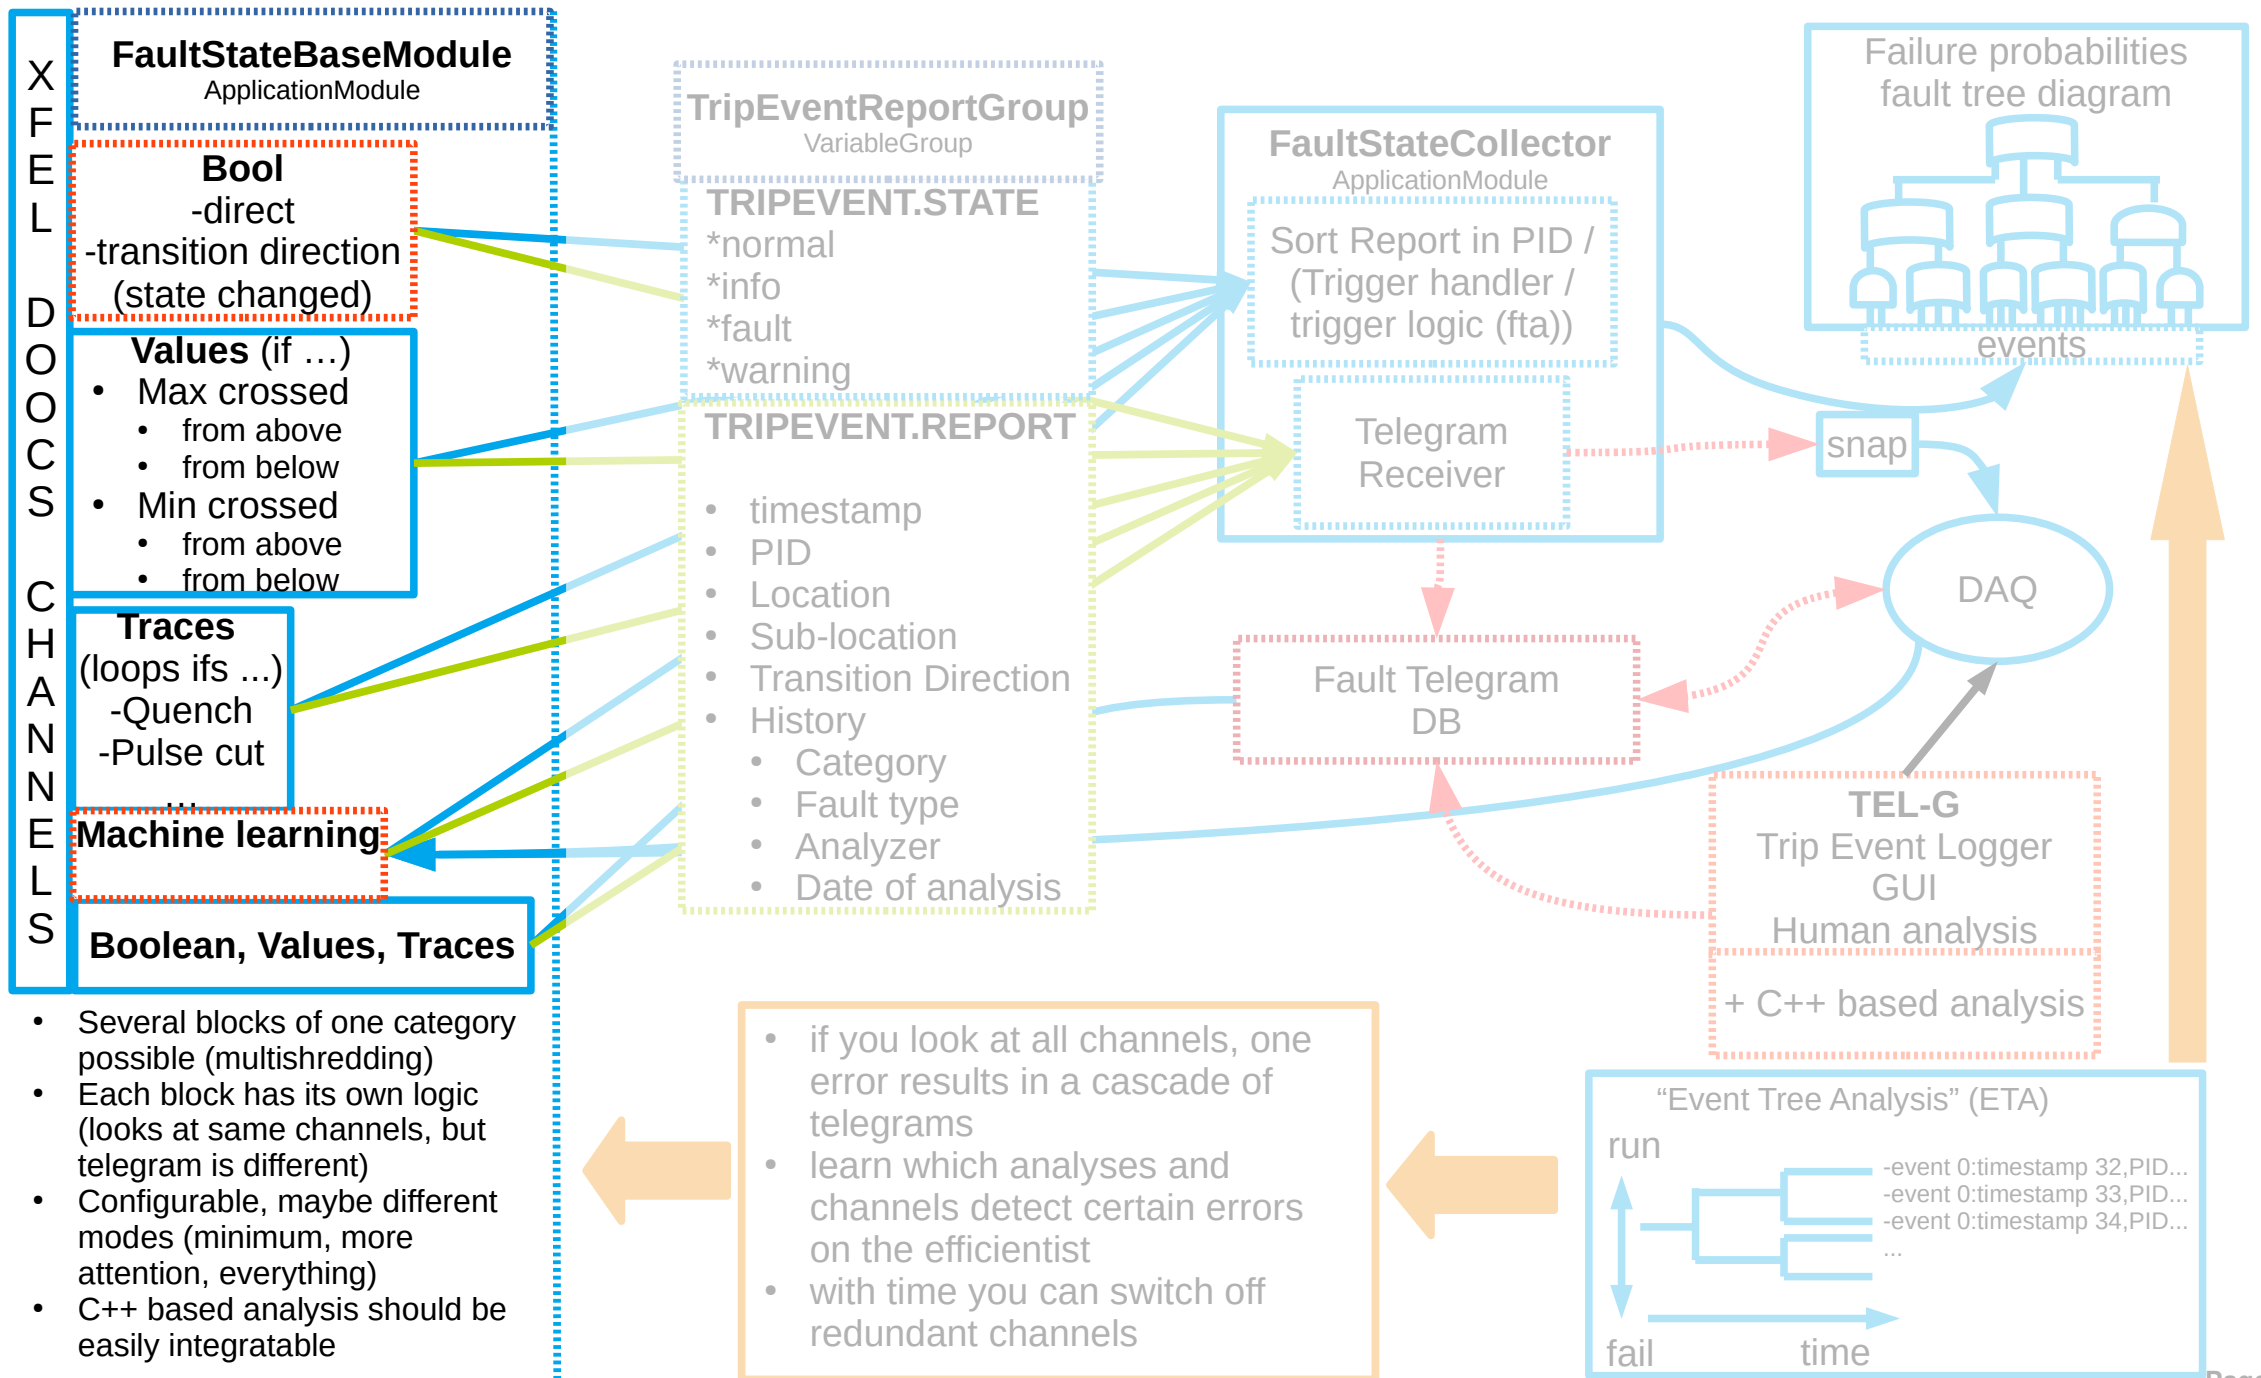 XFEL DOOCS CHANNELS
FaultStateBaseModule
ApplicationModule
Bool
-direct
-transition direction
(state changed)
Values (if …)
• Max crossed
• from above
• from below
• Min crossed
• from above
• from below
Traces
(loops ifs ...)
-Quench
-Pulse cut
...
Machine learning
Boolean, Values, Traces
• Several blocks of one category
possible (multishredding)
• Each block has its own logic
(looks at same channels, but
telegram is different)
• Configurable, maybe different
modes (minimum, more
attention, everything)
• C++ based analysis should be
easily integratable
TripEventReportGroup
VariableGroup
TRIPEVENT.STATE
*normal
*info
*fault
*warning
TRIPEVENT.REPORT
• timestamp
• PID
• Location
• Sub-location
• Transition Direction
• History
• Category
• Fault type
• Analyzer
• Date of analysis
FaultStateCollector
ApplicationModule
Sort Report in PID /
(Trigger handler /
trigger logic (fta))
Telegram
Receiver
Fault Telegram
DB
Failure probabilities
fault tree diagram
events
snap
DAQ
TEL-G
Trip Event Logger
GUI
Human analysis
+ C++ based analysis
• if you look at all channels, one
error results in a cascade of
telegrams
• learn which analyses and
channels detect certain errors
on the efficientist
• with time you can switch off
redundant channels
“Event Tree Analysis” (ETA)
run
-event 0:timestamp 32,PID...
-event 0:timestamp 33,PID...
-event 0:timestamp 34,PID...
...
fail
time